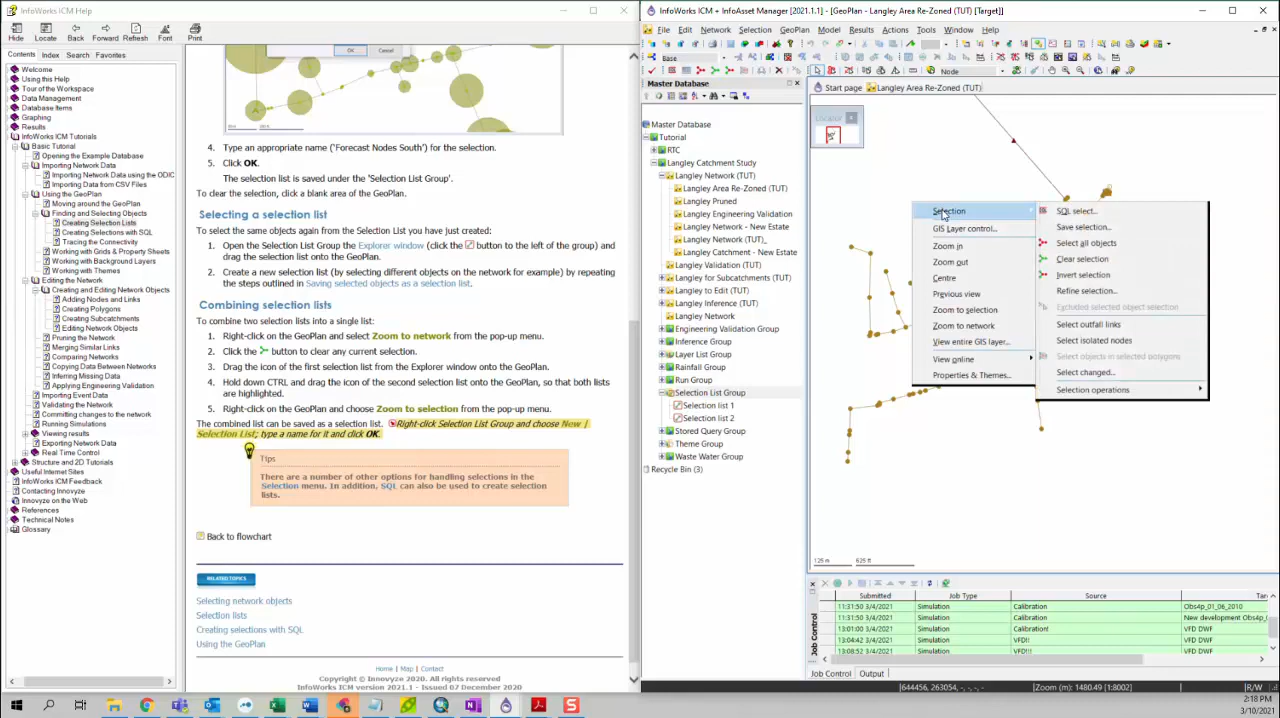 InfoWorks ICM Help
Hide
Locate
Back
Forward
Refresh
Font
Print
Contents
Index
Search
Favorites
Welcome
Using this Help
Tour of the Workspace
Data Management
Database Items
Graphing
Results
InfoWorks ICM Tutorials
Basic Tutorial
Opening the Example Database
Importing Network Data
Importing Network Data using the ODIC
Importing Data from CSV Files
Using the GeoPlan
Moving around the GeoPlan
Finding and Selecting Objects
Creating Selection Lists
Creating Selections with SQL
Tracing the Connectivity
Working with Grids & Property Sheets
Working with Background Layers
Working with Themes
Editing the Network
Creating and Editing Network Objects
Adding Nodes and Links
Creating Polygons
Creating Subcatchments
Editing Network Objects
Pruning the Network
Merging Similar Links
Comparing Networks
Copying Data Between Networks
Inferring Missing Data
Applying Engineering Validation
Importing Event Data
Validating the Network
Committing changes to the network
Running Simulations
Viewing results
Exporting Network Data
Real Time Control
Structure and 2D Tutorials
Useful Internet Sites
InfoWorks ICM Feedback
Contacting Innovyze
Innovyze on the Web
References
Technical Notes
Glossary
OK
Cancel
4. Type an appropriate name ('Forecast Nodes South') for the selection.
5. Click OK.
The selection list is saved under the 'Selection List Group'.
To clear the selection, click a blank area of the GeoPlan.
Selecting a selection list
To select the same objects again from the Selection List you have just created:
1. Open the Selection List Group the Explorer window (click the button to the left of the group) and
drag the selection list onto the GeoPlan.
2. Create a new selection list (by selecting different objects on the network for example) by repeating
the steps outlined in Saving selected objects as a selection list.
Combining selection lists
To combine two selection lists into a single list:
1. Right-click on the GeoPlan and select Zoom to network from the pop-up menu.
2. Click the button to clear any current selection.
3. Drag the icon of the first selection list from the Explorer window onto the GeoPlan.
4. Hold down CTRL and drag the icon of the second selection list onto the GeoPlan, so that both lists
are highlighted.
5. Right-click on the GeoPlan and choose Zoom to selection from the pop-up menu.
The combined list can be saved as a selection list. Right-click Selection List Group and choose New |
Selection List; type a name for it and click OK.
Tips
There are a number of other options for handling selections in the
Selection menu. In addition, SQL can also be used to create selection
lists.
Back to flowchart
RELATED TOPICS
Selecting network objects
Selection lists
Creating selections with SQL
Using the GeoPlan
Home | Map | Contact
Copyright © Innovyze 2020. All rights reserved
InfoWorks ICM version 2021.1 - Issued 07 December 2020
InfoWorks ICM + InfoAsset Manager [2021.1.1] - [GeoPlan - Langley Area Re-Zoned (TUT) [Target]]
File Edit Network Selection GeoPlan Model Results Actions Tools Window Help
Base
Node
Master Database
Master Database
Tutorial
RTC
Langley Catchment Study
Langley Network (TUT)
Langley Area Re-Zoned (TUT)
Langley Pruned
Langley Engineering Validation
Langley Network - New Estate
Langley Network (TUT)_
Langley Catchment - New Estate
Langley Validation (TUT)
Langley for Subcatchments (TUT)
Langley to Edit (TUT)
Langley Inference (TUT)
Langley Network
Engineering Validation Group
Inference Group
Layer List Group
Rainfall Group
Run Group
Selection List Group
Selection list 1
Selection list 2
Stored Query Group
Theme Group
Waste Water Group
Recycle Bin (3)
Start page
Langley Area Re-Zoned (TUT)
Locator
Selection
GIS Layer control...
Zoom in
Zoom out
Centre
Previous view
Zoom to selection
Zoom to network
View entire GIS layer...
View online
Properties & Themes...
SQL select...
Save selection...
Select all objects
Clear selection
Invert selection
Refine selection...
Excluded selected object selection
Select outfall links
Select isolated nodes
Select objects in selected polygons
Select changed...
Selection operations
125 m
625 ft
Job Control
Submitted Job Type Source
11:31:50 3/4/2021 Simulation Calibration Obs4p_01_06_2010
11:31:50 3/4/2021 Simulation Calibration New development Obs4p_
13:01:00 3/4/2021 Simulation Calibration! VFD DWF
13:04:42 3/4/2021 Simulation VFD!! VFD DWF
13:08:52 3/4/2021 Simulation VFD!!! VFD DWF
Job Control
Output
644456, 263054, -, -, -, -
Zoom (m): 1480.49 [1:8002]
R/W
2:18 PM
3/10/2021